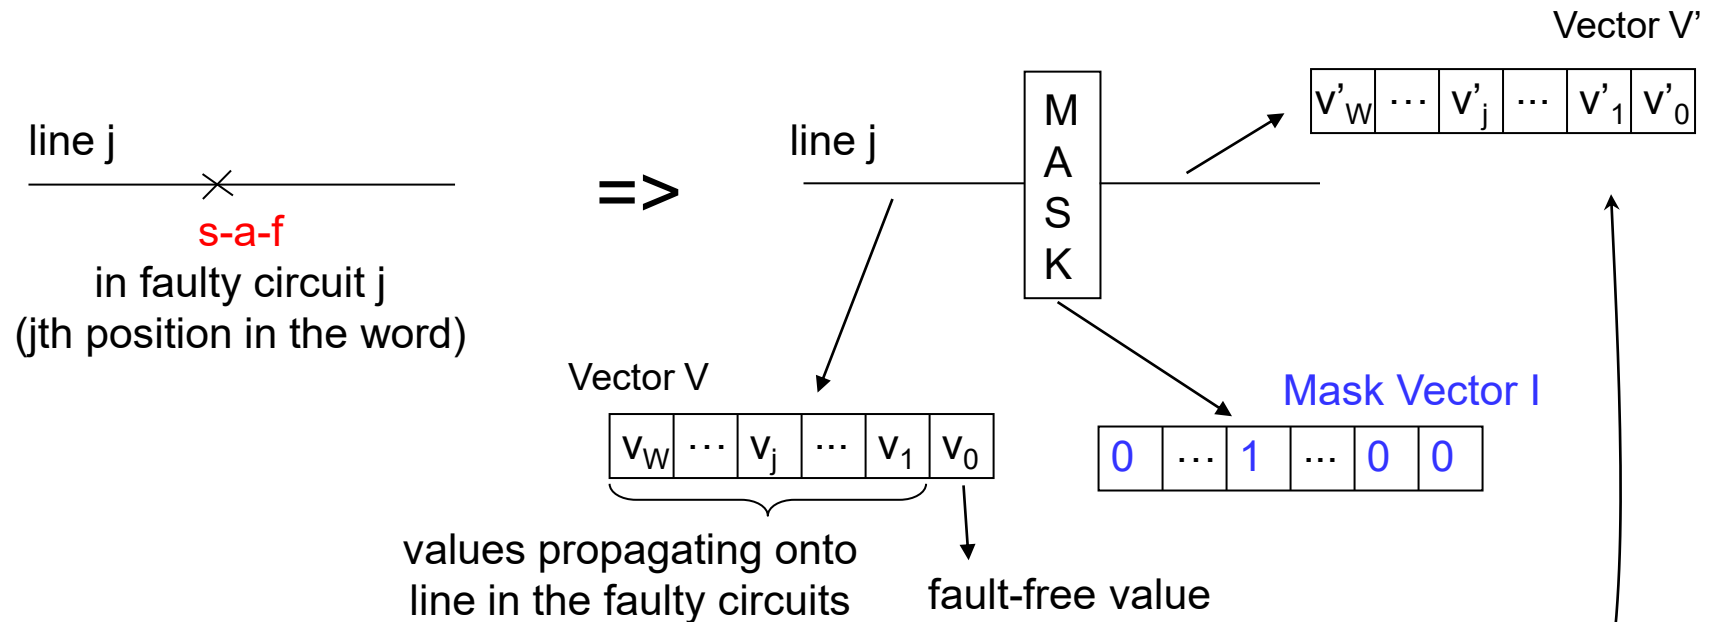 Vector V’
v’W ⋯ v’j ... v’1 v’0
line j
line j
M
A
S
K
=>
s-a-f
in faulty circuit j
(jth position in the word)
Vector V
vW ⋯ vj ... v1 v0
Mask Vector I
0 ⋯ 1 ... 0 0
values propagating onto
line in the faulty circuits
fault-free value